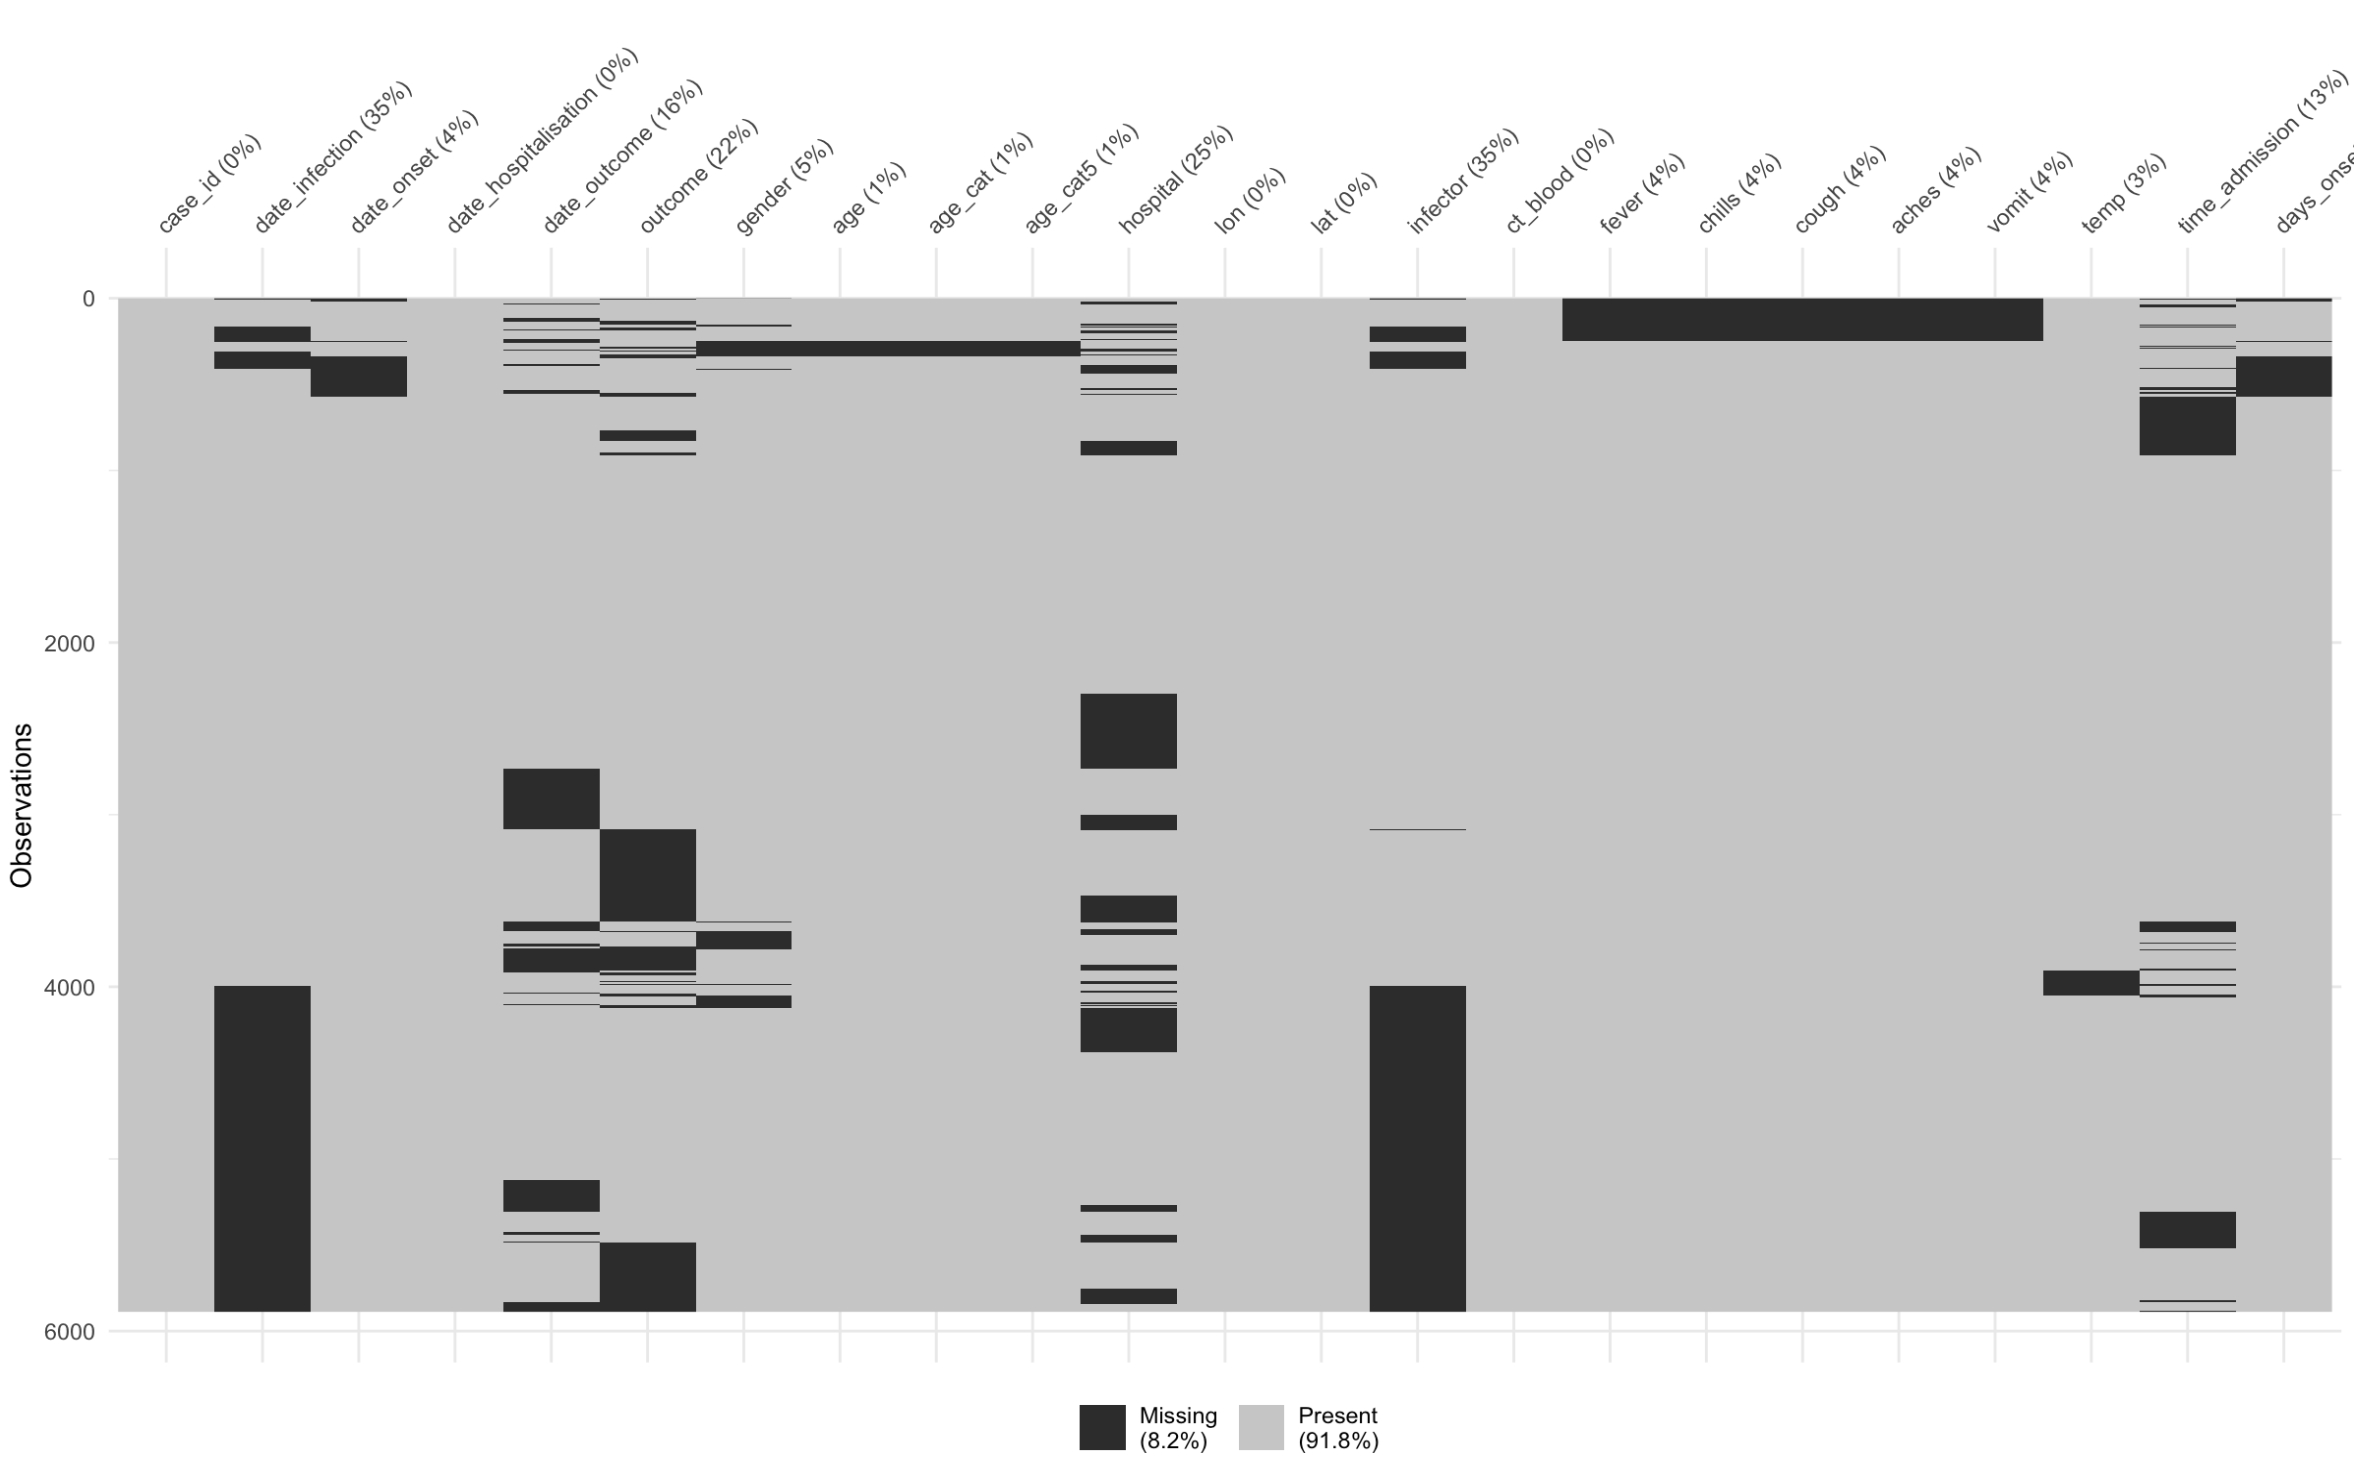 case_id (0%)
date_infection (35%)
date_onset (4%)
date_hospitalisation (0%)
date_outcome (16%)
outcome (22%)
gender (5%)
age (1%)
age_cat (1%)
age_cat5 (1%)
hospital (25%)
lon (0%)
lat (0%)
infector (35%)
ct_blood (0%)
fever (4%)
chills (4%)
cough (4%)
aches (4%)
vomit (4%)
temp (3%)
time_admission (13%)
days_onse
0
2000
4000
6000
Observations
Missing
(8.2%)
Present
(91.8%)